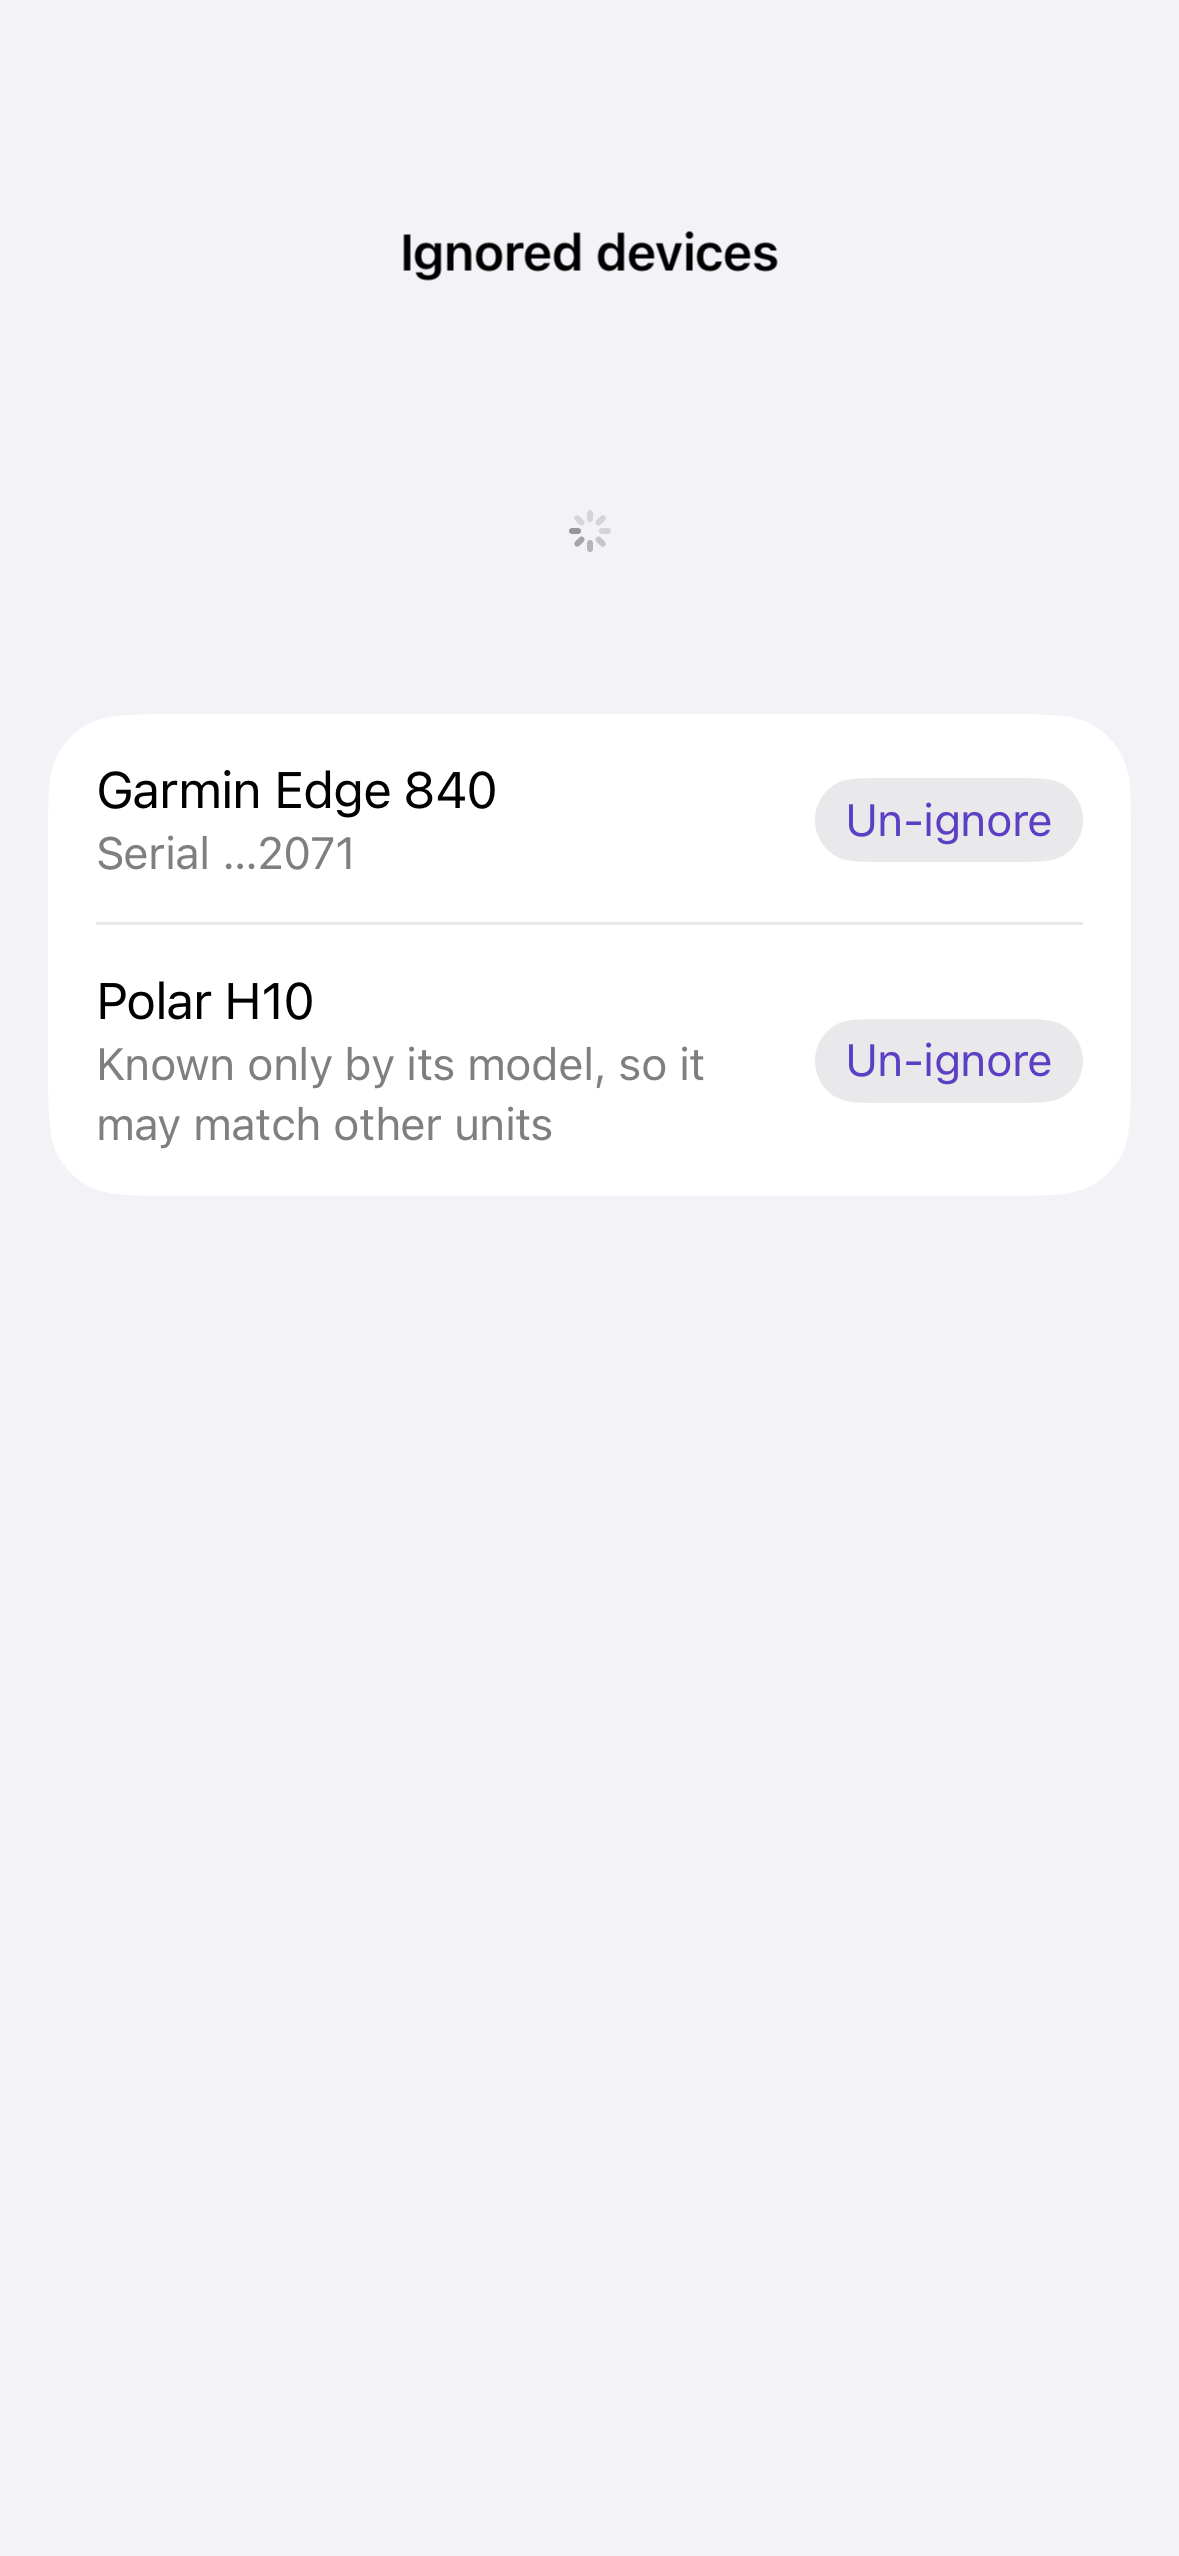 Ignored devices
Garmin Edge 840
Serial ...2071
Un-ignore
Polar H10
Known only by its model, so it
may match other units
Un-ignore